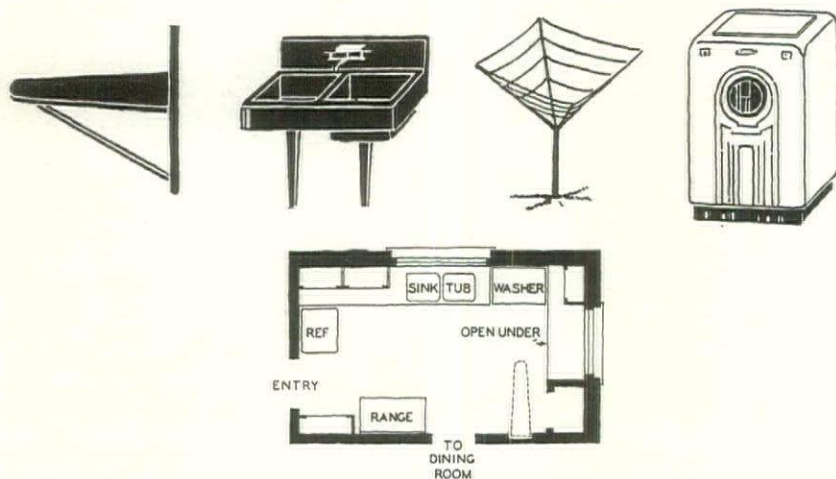 SINK
TUB
WASHER
REF
OPEN UNDER
ENTRY
RANGE
TO
DINING
ROOM